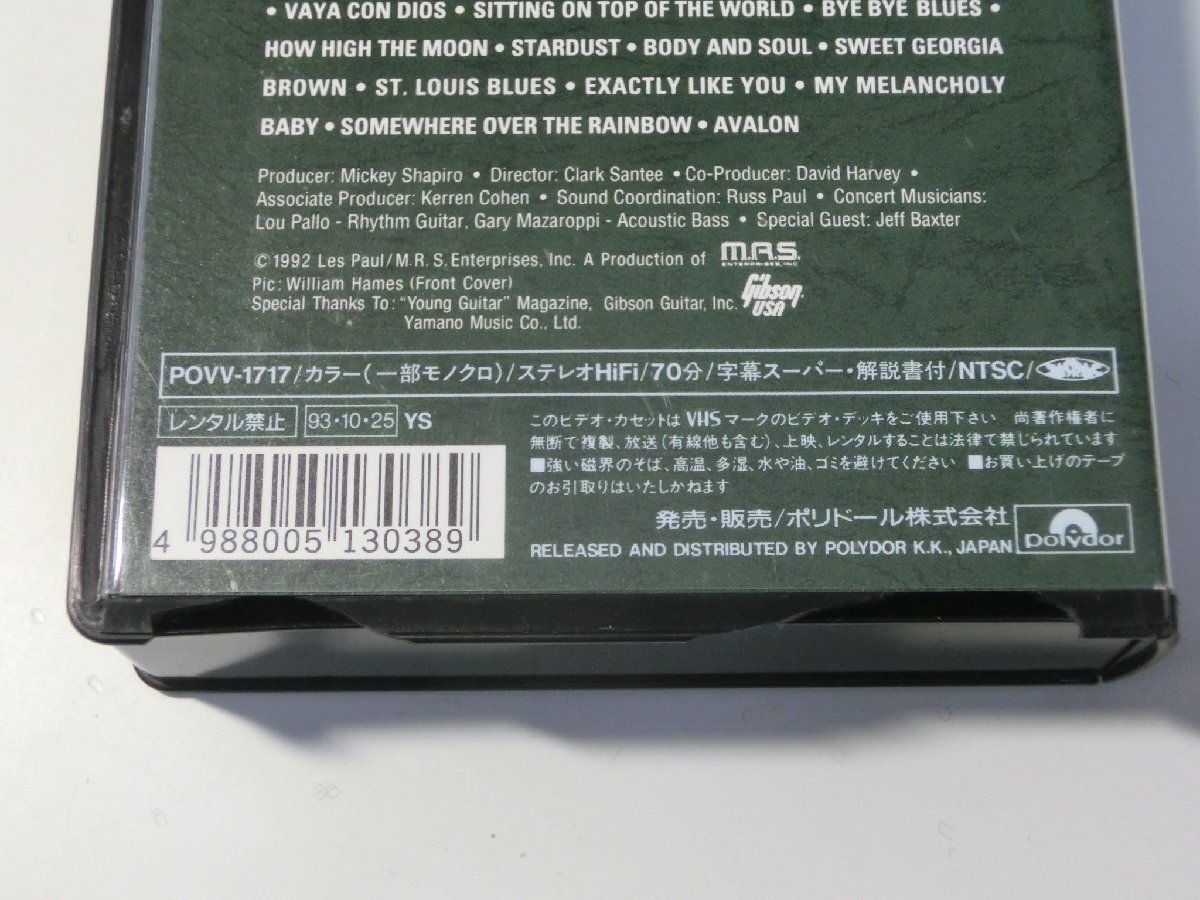 • VAYA CON DIOS • SITTING ON TOP OF THE WORLD • BYE BYE BLUES •
HOW HIGH THE MOON • STARDUST • BODY AND SOUL • SWEET GEORGIA
BROWN • ST. LOUIS BLUES • EXACTLY LIKE YOU • MY MELANCHOLY
BABY • SOMEWHERE OVER THE RAINBOW • AVALON
Producer: Mickey Shapiro • Director: Clark Santee • Co-Producer: David Harvey •
Associate Producer: Kerren Cohen • Sound Coordination: Russ Paul • Concert Musicians:
Lou Pallo - Rhythm Guitar, Gary Mazaroppi - Acoustic Bass • Special Guest: Jeff Baxter
©1992 Les Paul/M.R.S. Enterprises, Inc. A Production of M.R.S. ENTERPRISES, INC
Pic: William Hames (Front Cover)
Special Thanks To: "Young Guitar" Magazine, Gibson Guitar, Inc. Gibson USA
Yamano Music Co., Ltd.
POVV-1717/カラー(一部モノクロ)/ステレオHiFi/70分/字幕スーパー・解説書付/NTSC/
レンタル禁止 93・10・25 YS
このビデオ・カセットは VHS マークのビデオ・デッキをご使用下さい 尚著作権者に
無断で複製、放送(有線他も含む)、上映、レンタルすることは法律で禁じられています
■強い磁界のそば、高温、多湿、水や油、ゴミを避けてください ■お買い上げのテープ
のお引取りはいたしかねます
発売・販売/ポリドール株式会社
RELEASED AND DISTRIBUTED BY POLYDOR K.K., JAPAN
polydor
4 988005 130389